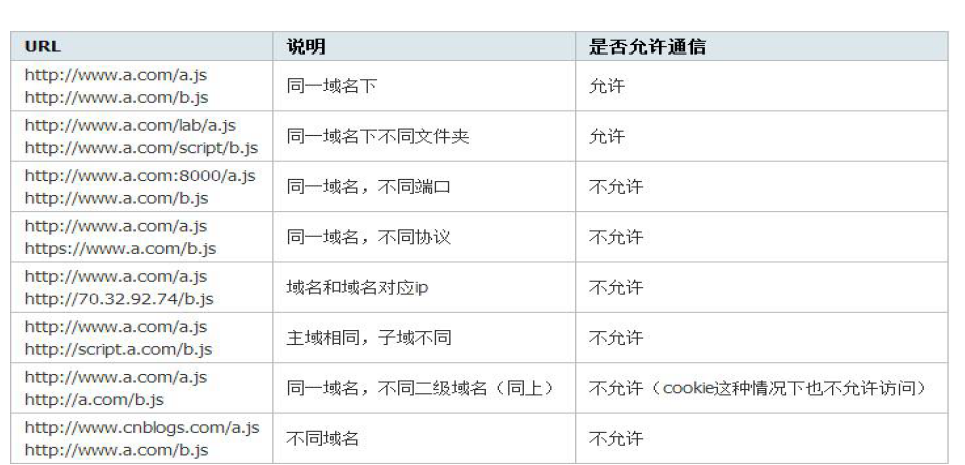 URL 说明 是否允许通信
http://www.a.com/a.js
http://www.a.com/b.js
同一域名下
允许
http://www.a.com/lab/a.js
http://www.a.com/script/b.js
同一域名下不同文件夹
允许
http://www.a.com:8000/a.js
http://www.a.com/b.js
同一域名，不同端口
不允许
http://www.a.com/a.js
https://www.a.com/b.js
同一域名，不同协议
不允许
http://www.a.com/a.js
http://70.32.92.74/b.js
域名和域名对应ip
不允许
http://www.a.com/a.js
http://script.a.com/b.js
主域相同，子域不同
不允许
http://www.a.com/a.js
http://a.com/b.js
同一域名，不同二级域名（同上）
不允许（cookie这种情况下也不允许访问）
http://www.cnblogs.com/a.js
http://www.a.com/b.js
不同域名
不允许